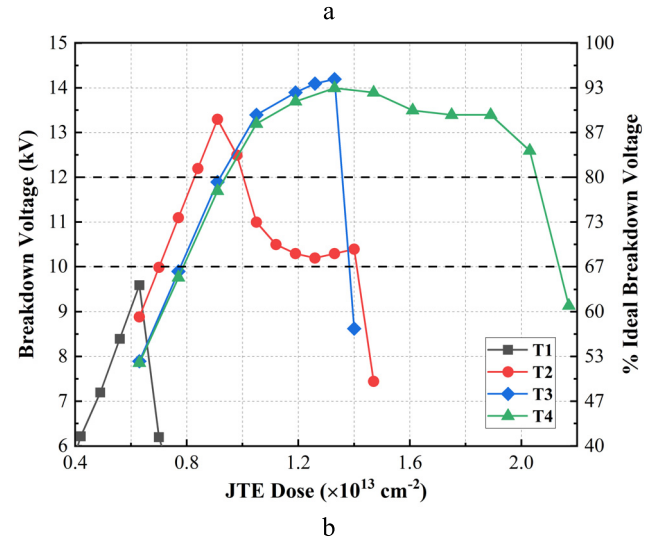 a
15
14
13
12
11
10
9
8
7
6
Breakdown Voltage (kV)
100
93
87
80
73
67
60
53
47
40
% Ideal Breakdown Voltage
T1
T2
T3
T4
0.4
0.8
1.2
1.6
2.0
JTE Dose (×10¹³ cm⁻²)
b